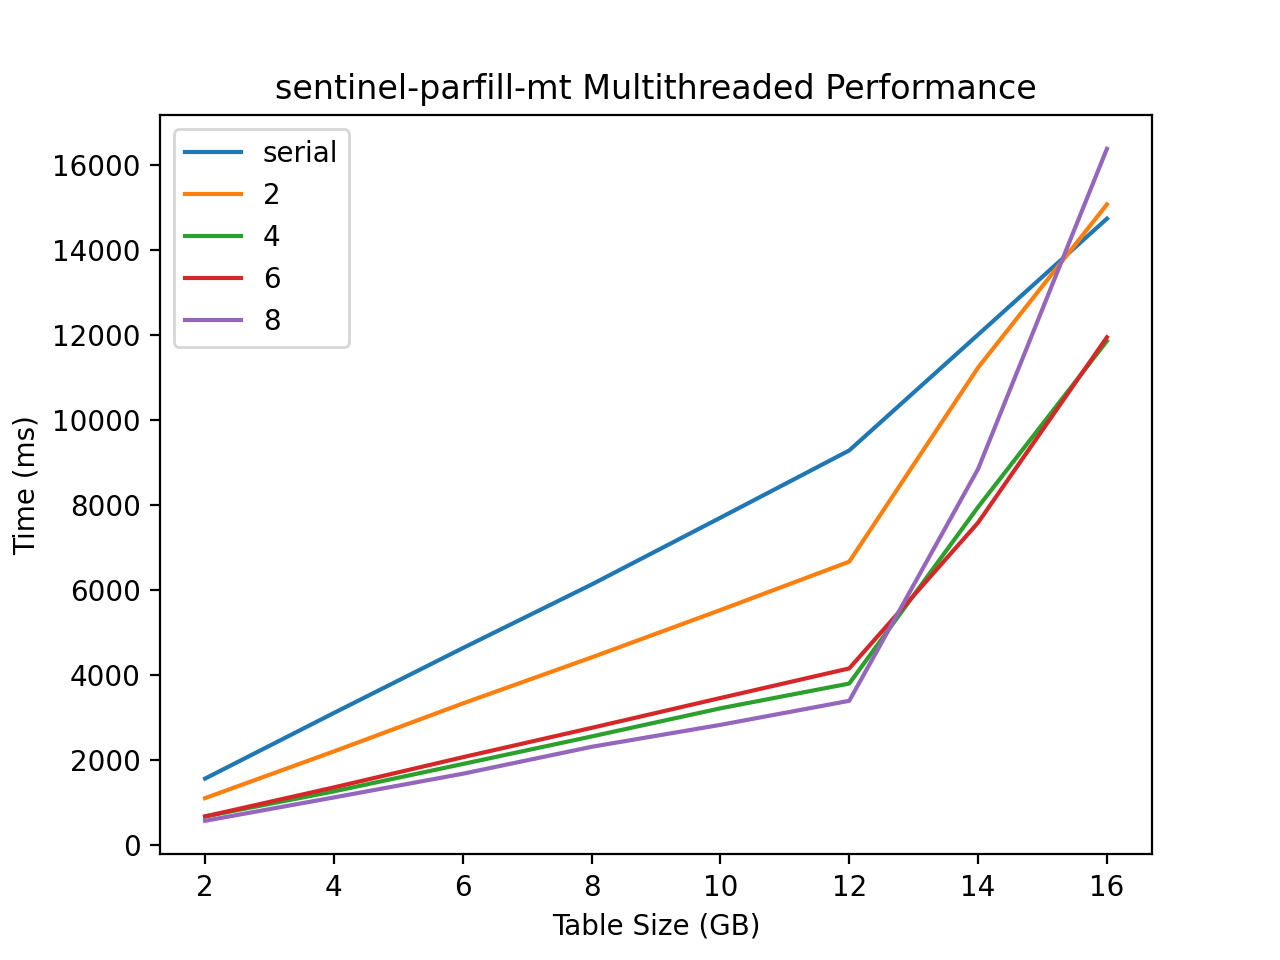 sentinel-parfill-mt Multithreaded Performance
serial
2
4
6
8
16000
14000
12000
10000
8000
6000
4000
2000
0
Time (ms)
2 4 6 8 10 12 14 16
Table Size (GB)